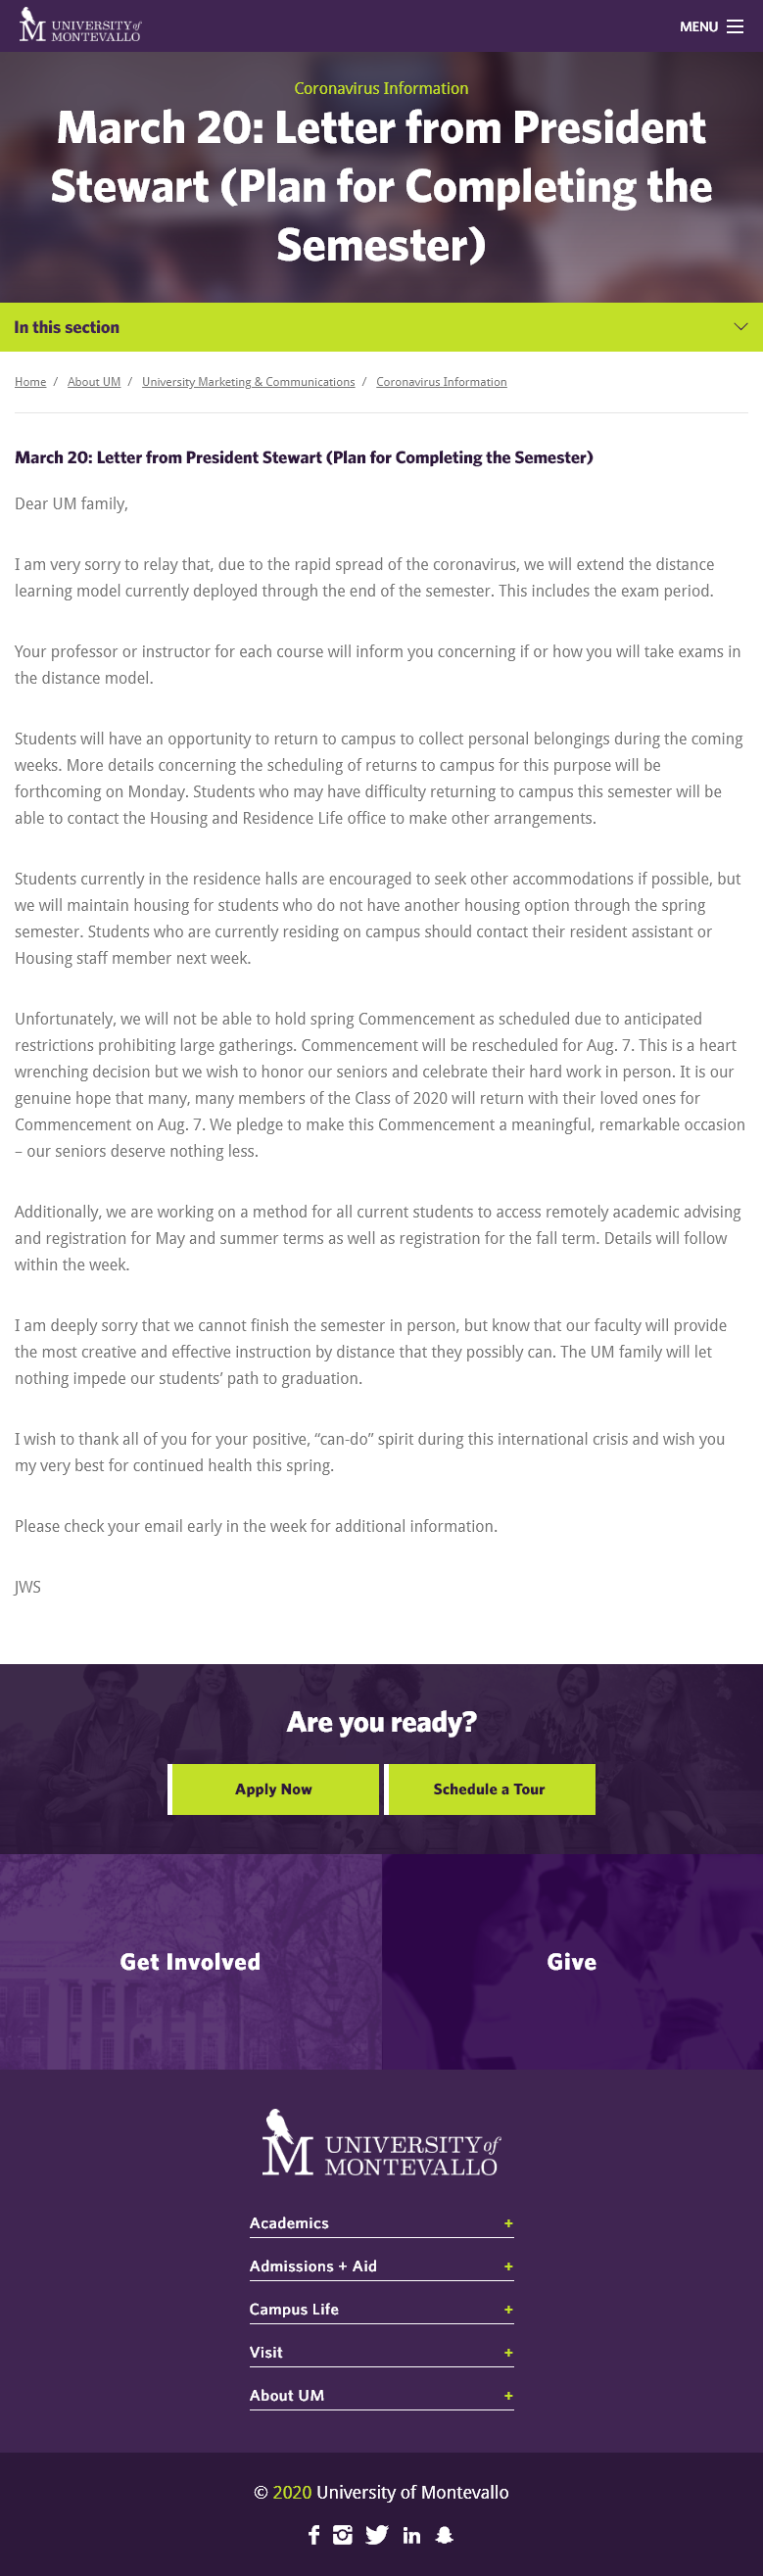 UNIVERSITY of
MONTEVALLO
MENU
Coronavirus Information
March 20: Letter from President
Stewart (Plan for Completing the
Semester)
In this section
Home / About UM / University Marketing & Communications / Coronavirus Information
March 20: Letter from President Stewart (Plan for Completing the Semester)
Dear UM family,
I am very sorry to relay that, due to the rapid spread of the coronavirus, we will extend the distance
learning model currently deployed through the end of the semester. This includes the exam period.
Your professor or instructor for each course will inform you concerning if or how you will take exams in
the distance model.
Students will have an opportunity to return to campus to collect personal belongings during the coming
weeks. More details concerning the scheduling of returns to campus for this purpose will be
forthcoming on Monday. Students who may have difficulty returning to campus this semester will be
able to contact the Housing and Residence Life office to make other arrangements.
Students currently in the residence halls are encouraged to seek other accommodations if possible, but
we will maintain housing for students who do not have another housing option through the spring
semester. Students who are currently residing on campus should contact their resident assistant or
Housing staff member next week.
Unfortunately, we will not be able to hold spring Commencement as scheduled due to anticipated
restrictions prohibiting large gatherings. Commencement will be rescheduled for Aug. 7. This is a heart
wrenching decision but we wish to honor our seniors and celebrate their hard work in person. It is our
genuine hope that many, many members of the Class of 2020 will return with their loved ones for
Commencement on Aug. 7. We pledge to make this Commencement a meaningful, remarkable occasion
– our seniors deserve nothing less.
Additionally, we are working on a method for all current students to access remotely academic advising
and registration for May and summer terms as well as registration for the fall term. Details will follow
within the week.
I am deeply sorry that we cannot finish the semester in person, but know that our faculty will provide
the most creative and effective instruction by distance that they possibly can. The UM family will let
nothing impede our students’ path to graduation.
I wish to thank all of you for your positive, “can-do” spirit during this international crisis and wish you
my very best for continued health this spring.
Please check your email early in the week for additional information.
JWS
Are you ready?
Apply Now
Schedule a Tour
Get Involved
Give
UNIVERSITY of
MONTEVALLO
Academics +
Admissions + Aid +
Campus Life +
Visit +
About UM +
© 2020 University of Montevallo